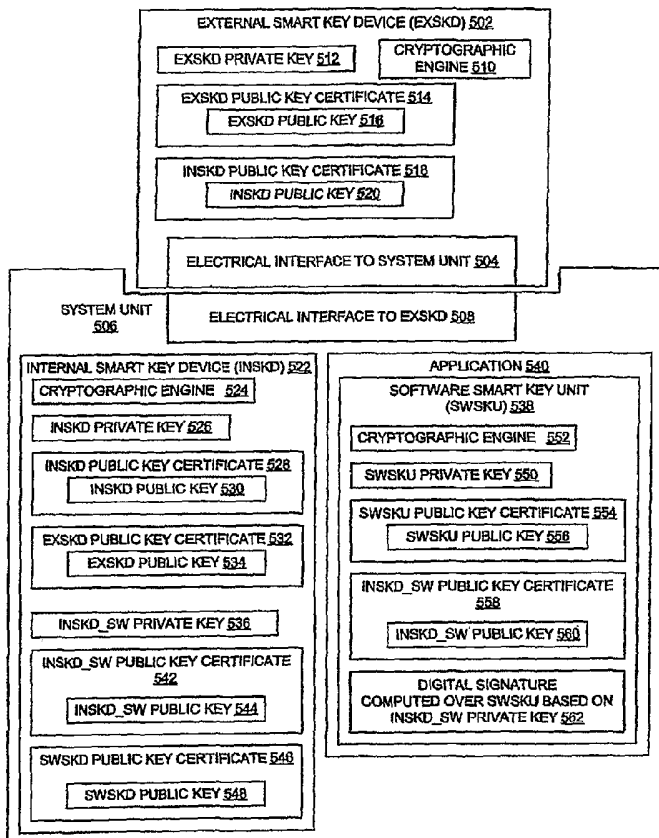 EXTERNAL SMART KEY DEVICE (EXSKD) 502
EXSKD PRIVATE KEY 512
CRYPTOGRAPHIC
ENGINE 510
EXSKD PUBLIC KEY CERTIFICATE 514
EXSKD PUBLIC KEY 516
INSKD PUBLIC KEY CERTIFICATE 518
INSKD PUBLIC KEY 520
ELECTRICAL INTERFACE TO SYSTEM UNIT 504
SYSTEM UNIT
506
ELECTRICAL INTERFACE TO EXSKD 508
INTERNAL SMART KEY DEVICE (INSKD) 522
CRYPTOGRAPHIC ENGINE 524
INSKD PRIVATE KEY 526
INSKD PUBLIC KEY CERTIFICATE 528
INSKD PUBLIC KEY 530
EXSKD PUBLIC KEY CERTIFICATE 532
EXSKD PUBLIC KEY 534
INSKD_SW PRIVATE KEY 536
INSKD_SW PUBLIC KEY CERTIFICATE
542
INSKD_SW PUBLIC KEY 544
SWSKD PUBLIC KEY CERTIFICATE 546
SWSKD PUBLIC KEY 548
APPLICATION 540
SOFTWARE SMART KEY UNIT
(SWSKU) 538
CRYPTOGRAPHIC ENGINE 552
SWSKU PRIVATE KEY 550
SWSKU PUBLIC KEY CERTIFICATE 554
SWSKU PUBLIC KEY 556
INSKD_SW PUBLIC KEY CERTIFICATE
558
INSKD_SW PUBLIC KEY 560
DIGITAL SIGNATURE
COMPUTED OVER SWSKU BASED ON
INSKD_SW PRIVATE KEY 562